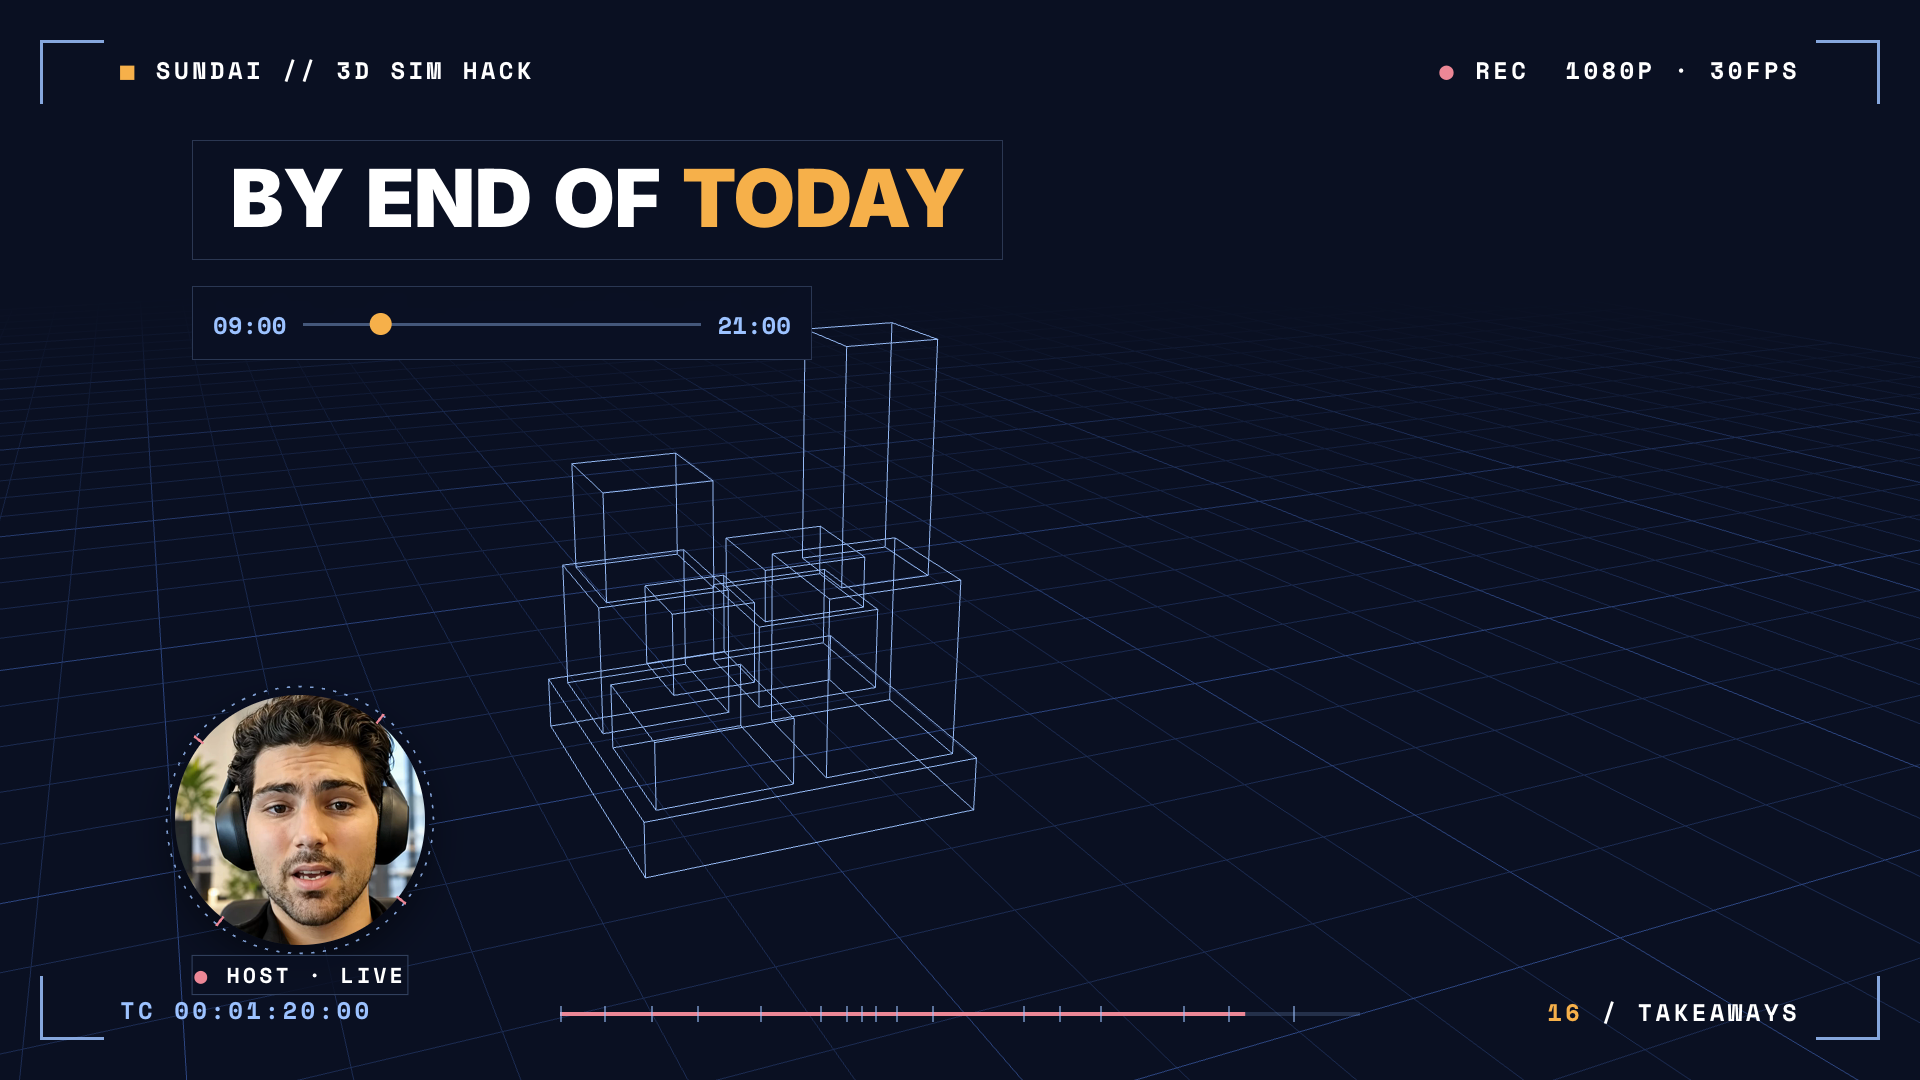 SUNDAI // 3D SIM HACK
REC 1080P · 30FPS
BY END OF TODAY
09:00 21:00
HOST · LIVE
TC 00:01:20:00
16 / TAKEAWAYS